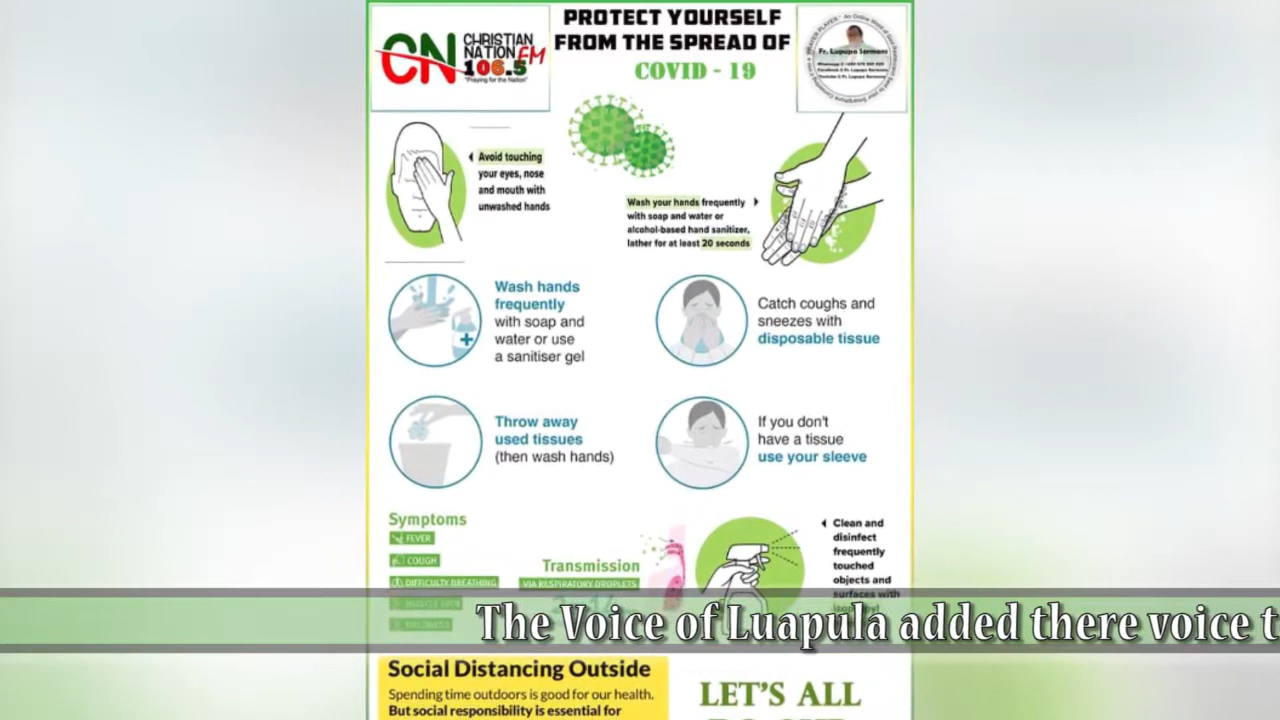 CN CHRISTIAN
NATION FM
106.5
"Praying for the Nation"
PROTECT YOURSELF
FROM THE SPREAD OF
COVID - 19
Fr. Lupupa Sermons
Avoid touching
your eyes, nose
and mouth with
unwashed hands
Wash your hands frequently
with soap and water or
alcohol-based hand sanitizer,
lather for at least 20 seconds
Wash hands
frequently
with soap and
water or use
a sanitiser gel
Catch coughs and
sneezes with
disposable tissue
Throw away
used tissues
(then wash hands)
If you don't
have a tissue
use your sleeve
Symptoms
FEVER
COUGH
DIFFICULTY BREATHING
Transmission
VIA RESPIRATORY DROPLETS
Clean and
disinfect
frequently
touched
objects and
surfaces with
The Voice of Luapula added there voice t
Social Distancing Outside
Spending time outdoors is good for our health.
But social responsibility is essential for
LET'S ALL